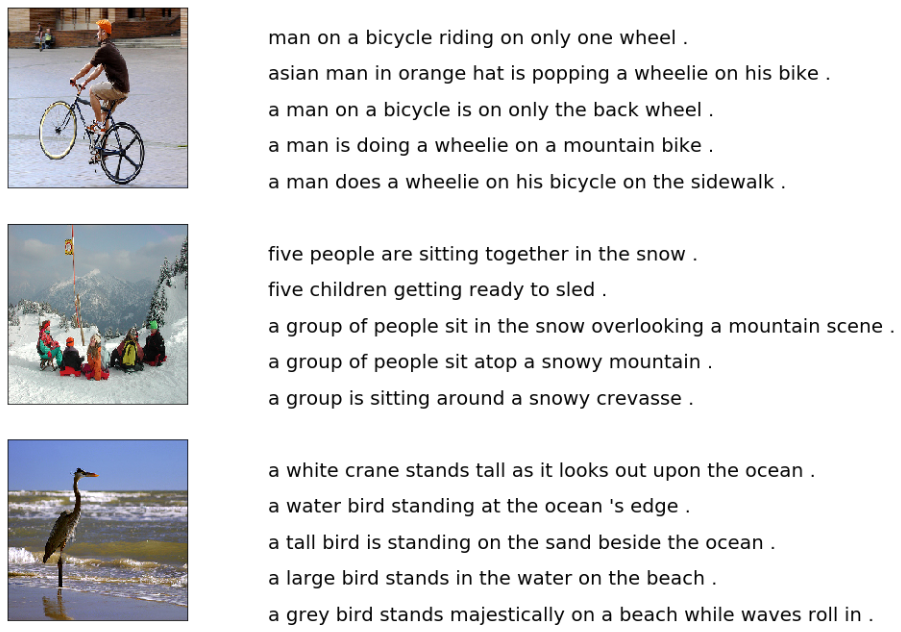 man on a bicycle riding on only one wheel .
asian man in orange hat is popping a wheelie on his bike .
a man on a bicycle is on only the back wheel .
a man is doing a wheelie on a mountain bike .
a man does a wheelie on his bicycle on the sidewalk .
five people are sitting together in the snow .
five children getting ready to sled .
a group of people sit in the snow overlooking a mountain scene .
a group of people sit atop a snowy mountain .
a group is sitting around a snowy crevasse .
a white crane stands tall as it looks out upon the ocean .
a water bird standing at the ocean 's edge .
a tall bird is standing on the sand beside the ocean .
a large bird stands in the water on the beach .
a grey bird stands majestically on a beach while waves roll in .